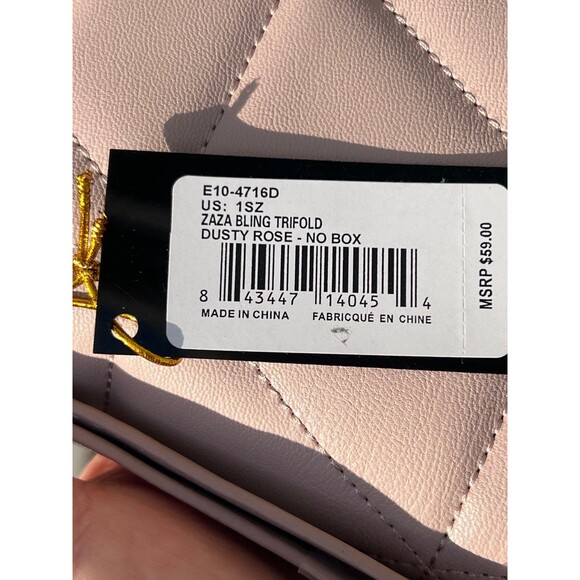 E10-4716D
US: 1SZ
ZAZA BLING TRIFOLD
DUSTY ROSE - NO BOX
8 43447 14045 4
MADE IN CHINA FABRICQUÉ EN CHINE
MSRP $59.00